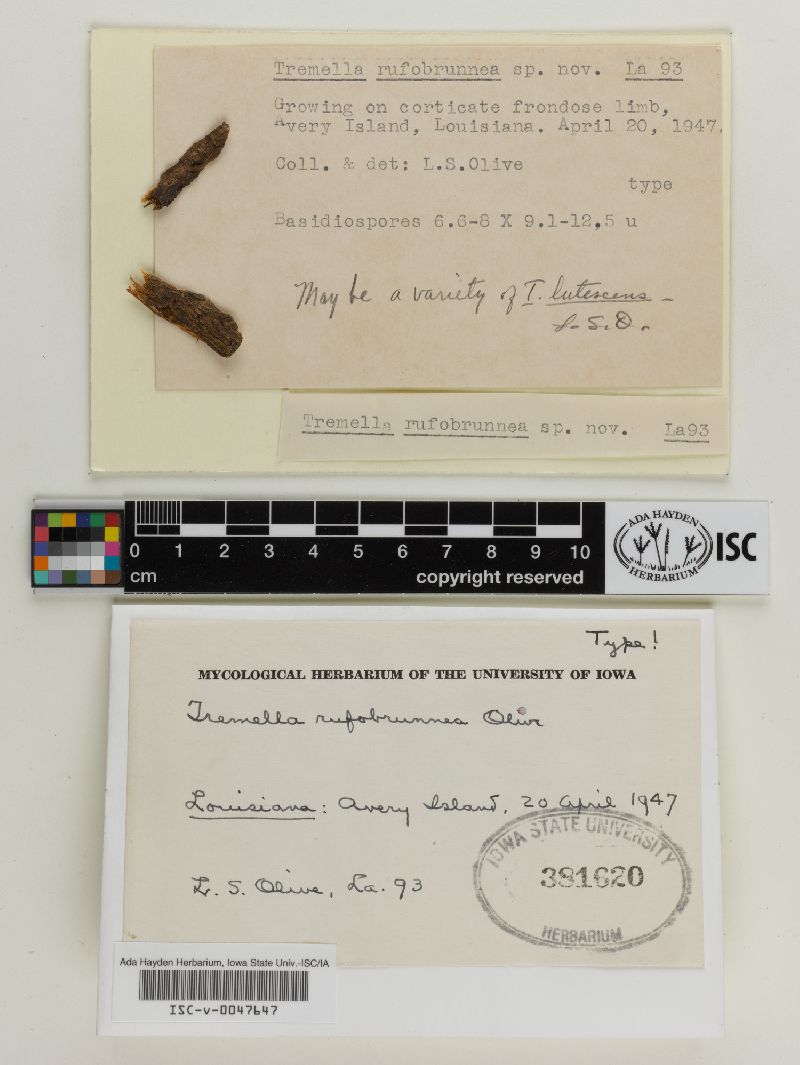 Tremella rufobrunnea sp. nov. La 93
Growing on corticate frondose limb,
Avery Island, Louisiana. April 20, 1947.
Coll. & det: L.S.Olive
type
Basidiospores 6.6-8 X 9.1-12,5 u
May be a variety of T. lutescens -
L.S.O.
Tremella rufobrunnea sp. nov. La93
0 1 2 3 4 5 6 7 8 9 10
cm
copyright reserved
ADA HAYDEN
HERBARIUM
ISC
Type!
MYCOLOGICAL HERBARIUM OF THE UNIVERSITY OF IOWA
Tremella rufobrunnea Olive
Louisiana: Avery Island, 20 April 1947
L. S. Olive, La. 93
IOWA STATE UNIVERSITY
381620
HERBARIUM
Ada Hayden Herbarium, Iowa State Univ.-ISC/IA
ISC-v-0047647